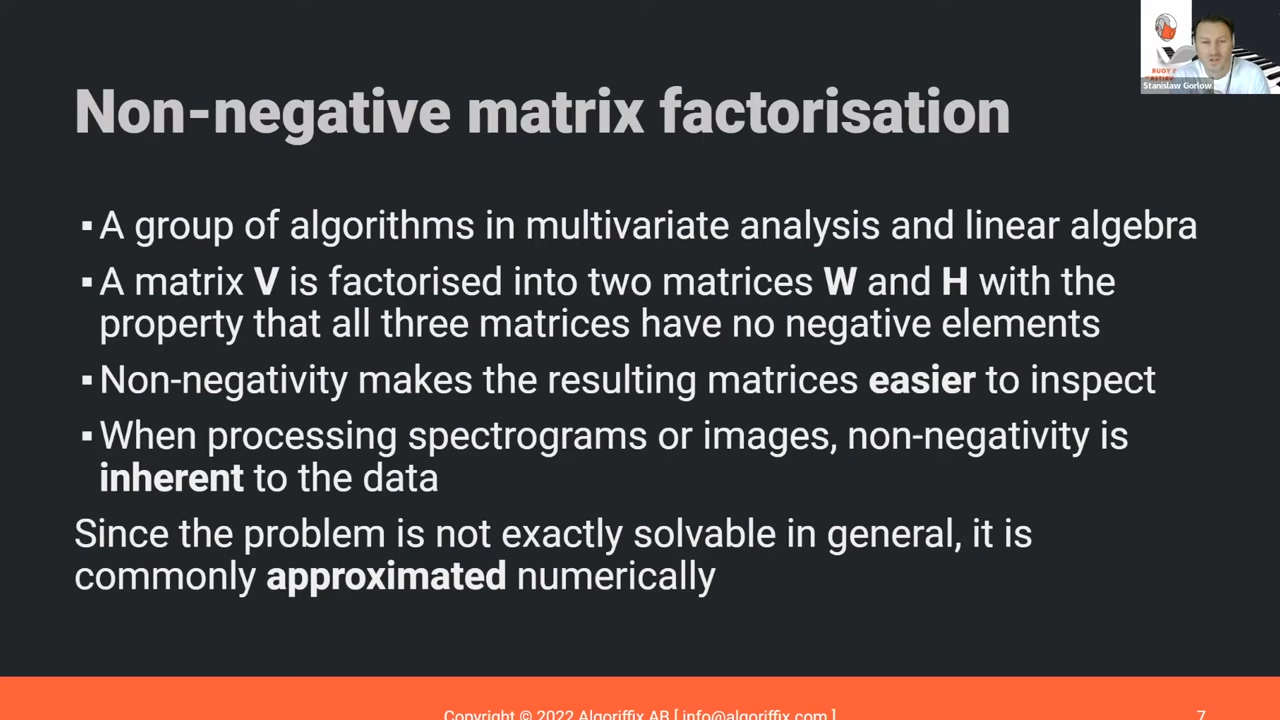 Non-negative matrix factorisation
▪ A group of algorithms in multivariate analysis and linear algebra
▪ A matrix V is factorised into two matrices W and H with the
property that all three matrices have no negative elements
▪ Non-negativity makes the resulting matrices easier to inspect
▪ When processing spectrograms or images, non-negativity is
inherent to the data
Since the problem is not exactly solvable in general, it is
commonly approximated numerically
Stanislaw Gorlow
Copyright © 2022 Algoriffix AB [ info@algoriffix.com ]
7